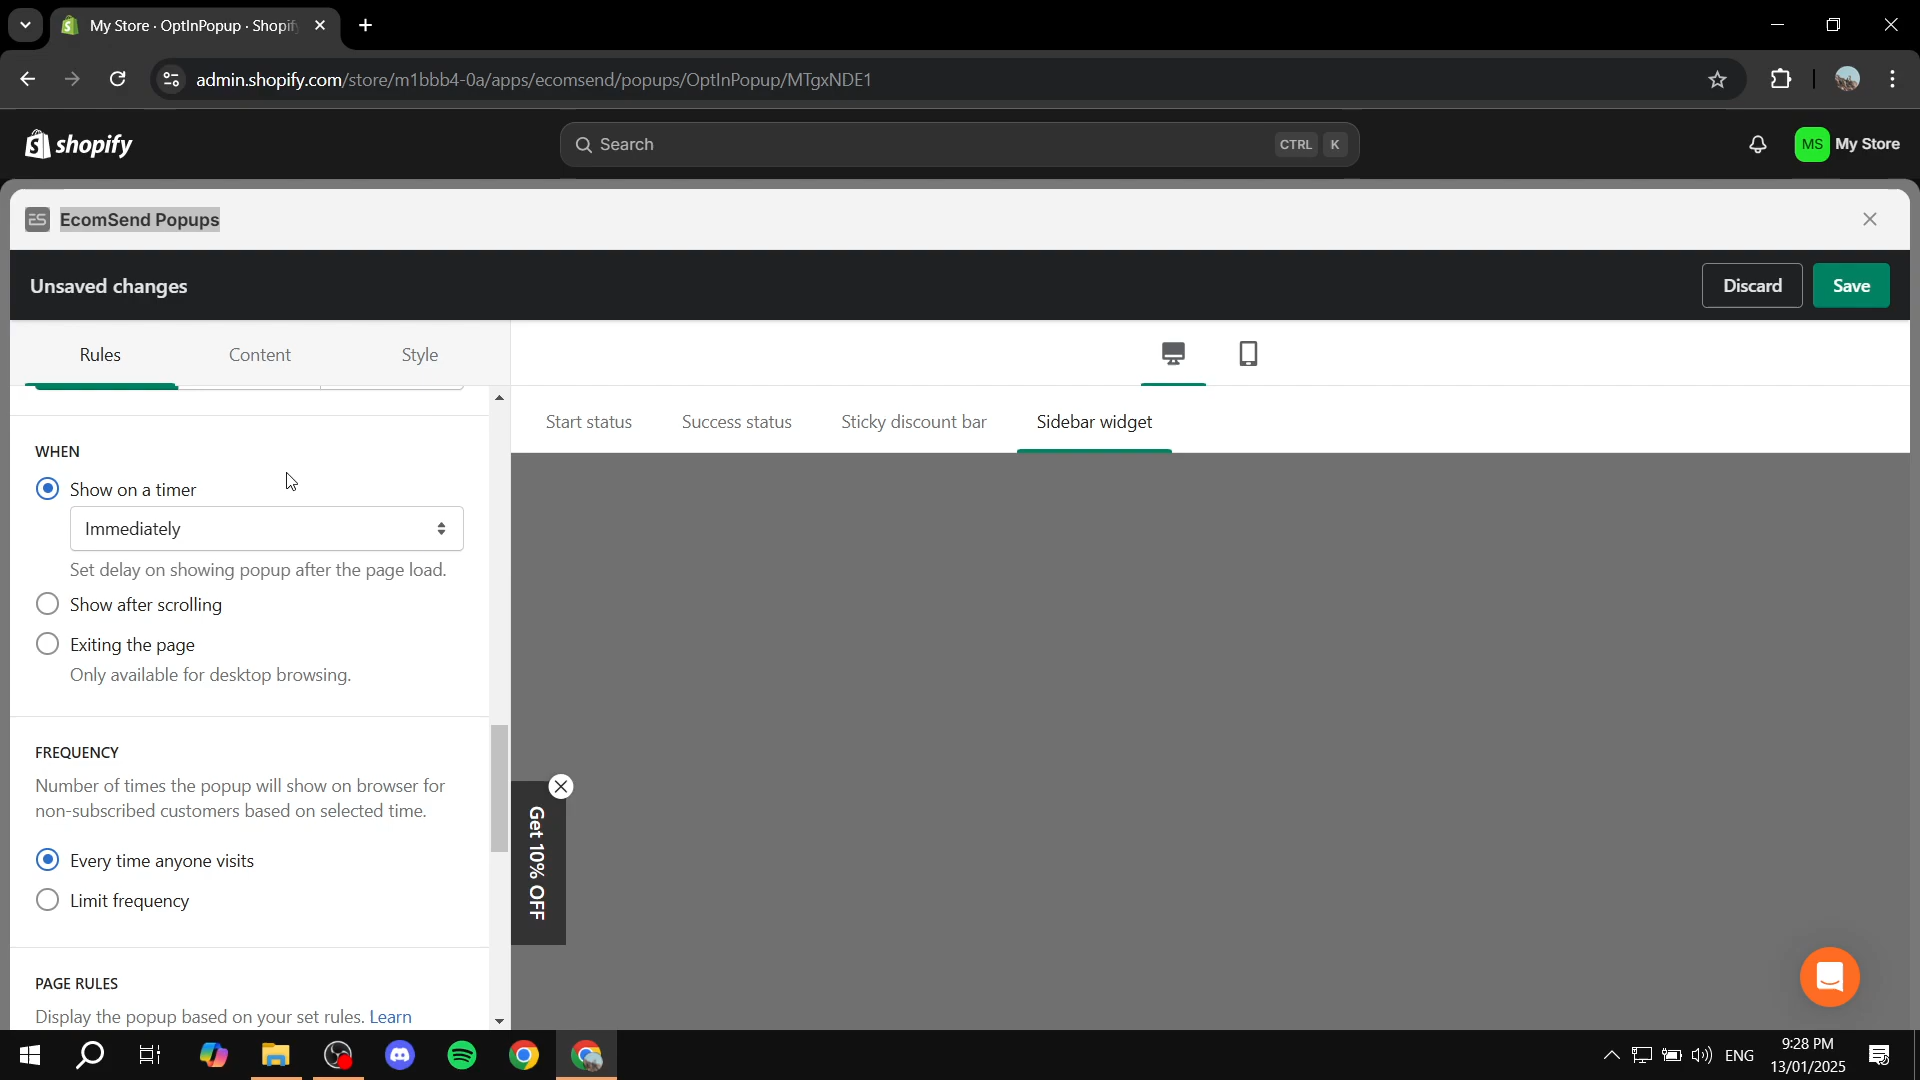 My Store · OptInPopup · Shopif
admin.shopify.com/store/m1bbb4-0a/apps/ecomsend/popups/OptInPopup/MTgxNDE1
shopify
Search
CTRL K
MS My Store
ES EcomSend Popups
Unsaved changes
Discard
Save
Rules
Content
Style
Start status
Success status
Sticky discount bar
Sidebar widget
WHEN
Show on a timer
Immediately
Set delay on showing popup after the page load.
Show after scrolling
Exiting the page
Only available for desktop browsing.
FREQUENCY
Number of times the popup will show on browser for
non-subscribed customers based on selected time.
Every time anyone visits
Limit frequency
PAGE RULES
Display the popup based on your set rules. Learn
Get 10% OFF
ENG
9:28 PM
13/01/2025